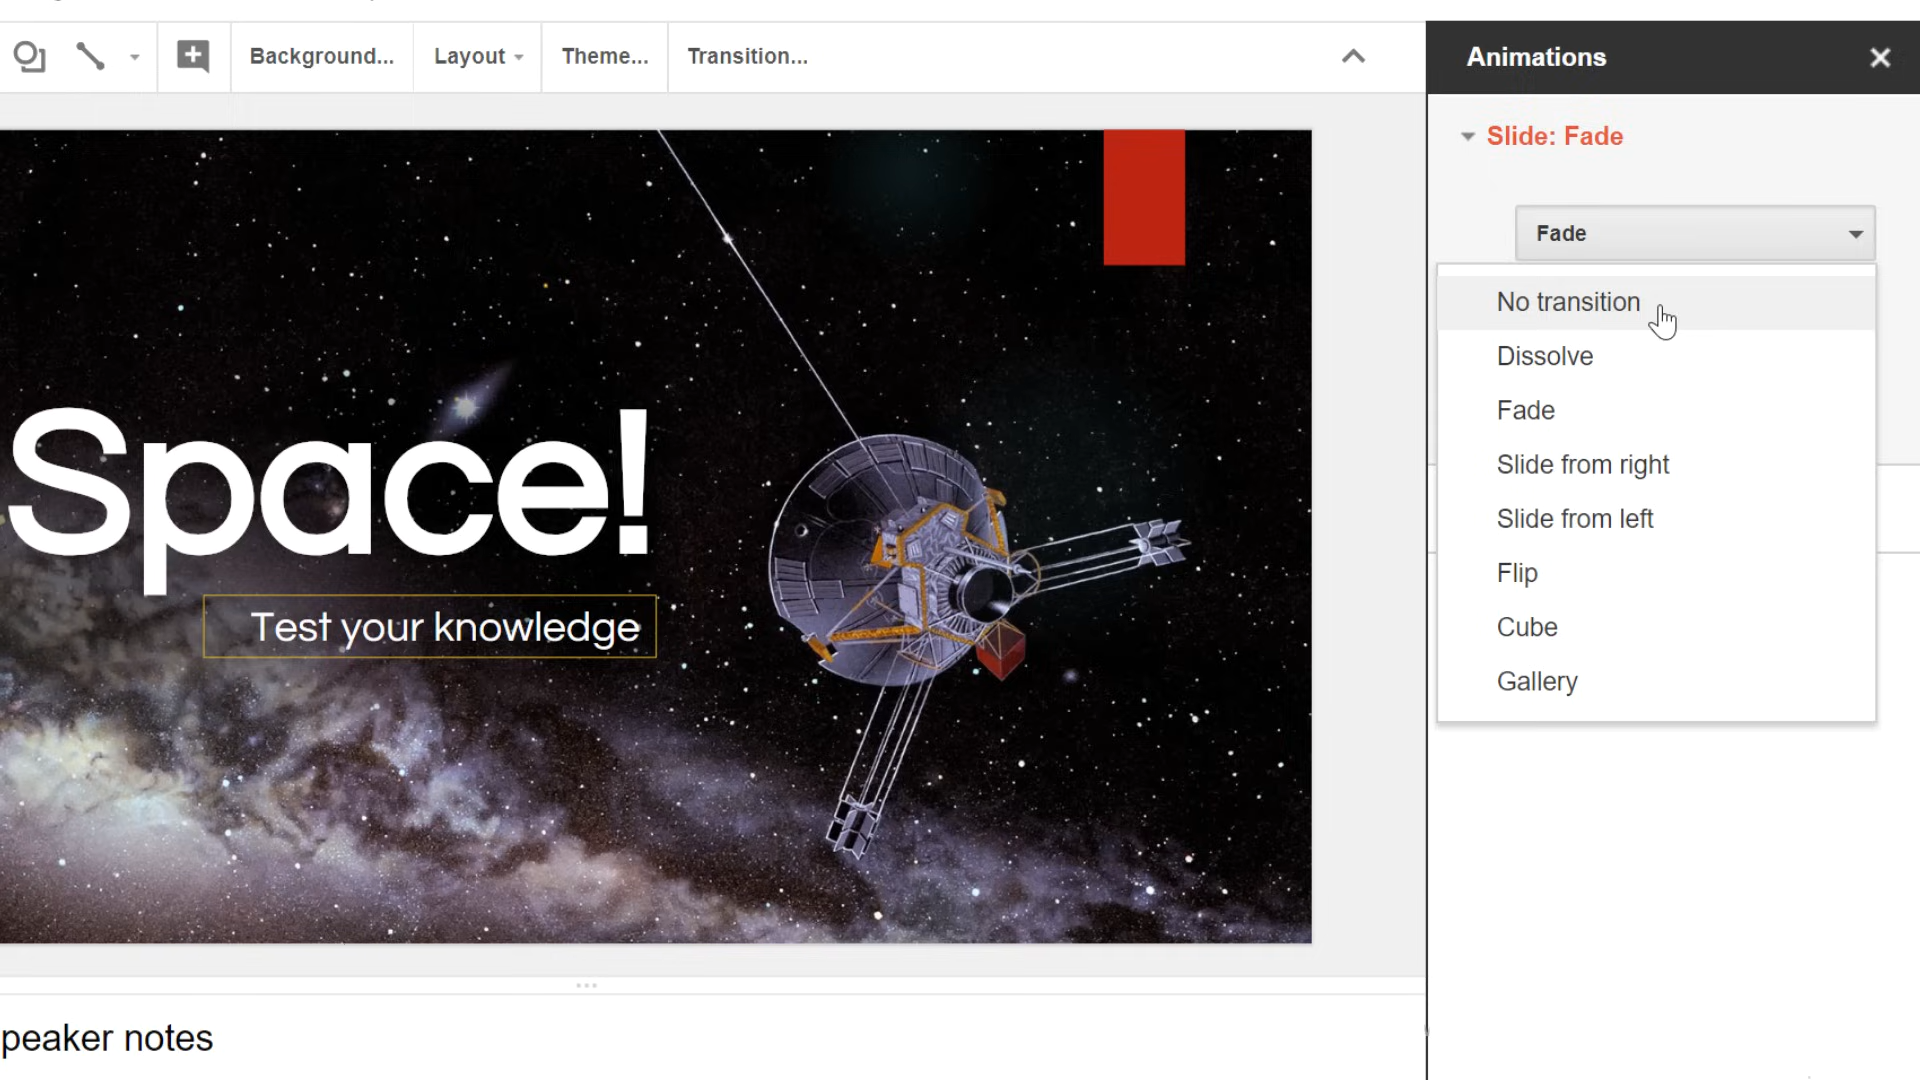 Background...
Layout
Theme...
Transition...
Animations
Slide: Fade
Fade
No transition
Dissolve
Fade
Slide from right
Slide from left
Flip
Cube
Gallery
Space!
Test your knowledge
peaker notes